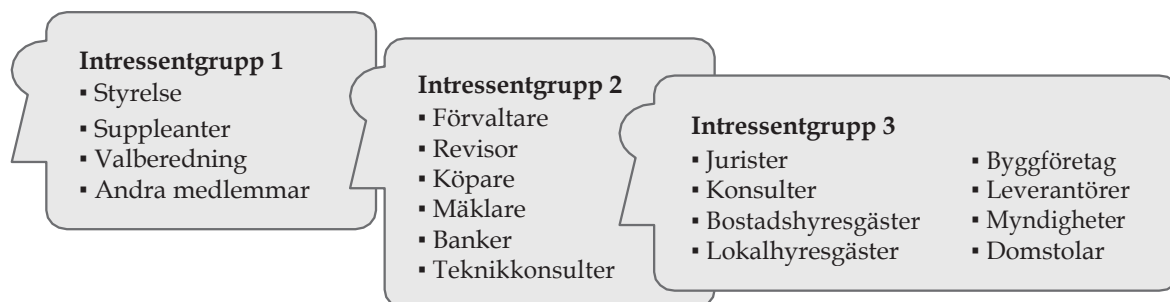 Intressentgrupp 1
▪ Styrelse
▪ Suppleanter
▪ Valberedning
▪ Andra medlemmar
Intressentgrupp 2
▪ Förvaltare
▪ Revisor
▪ Köpare
▪ Mäklare
▪ Banker
▪ Teknikkonsulter
Intressentgrupp 3
▪ Jurister
▪ Konsulter
▪ Bostadshyresgäster
▪ Lokalhyresgäster
▪ Byggföretag
▪ Leverantörer
▪ Myndigheter
▪ Domstolar